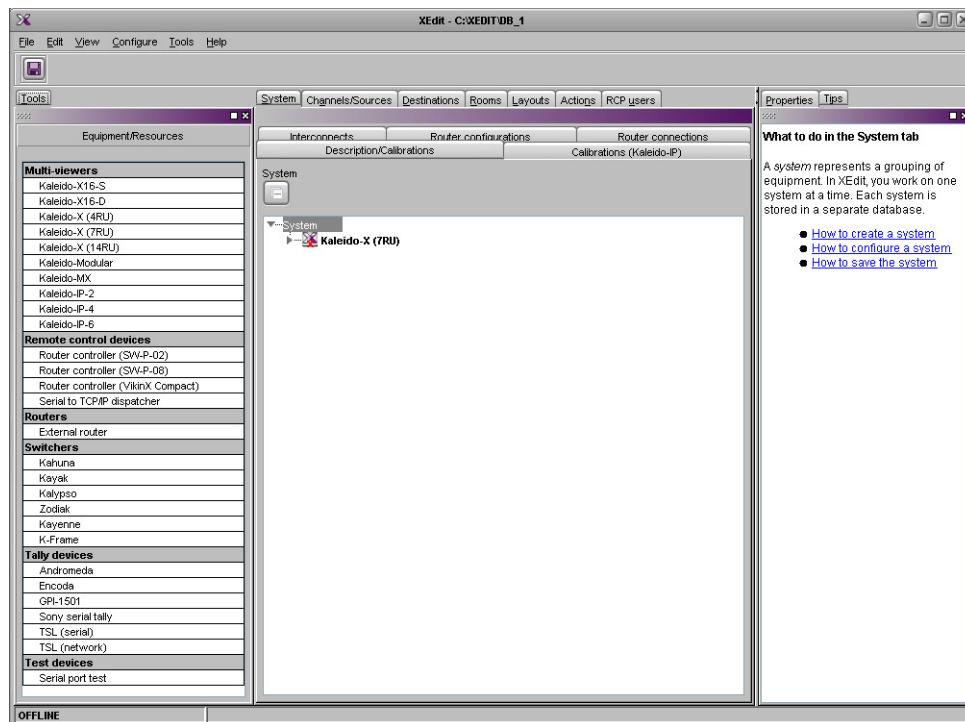 XEdit - C:\XEDIT\DB_1
File Edit View Configure Tools Help
Tools
Equipment/Resources
Multi-viewers
Kaleido-X16-S
Kaleido-X16-D
Kaleido-X (4RU)
Kaleido-X (7RU)
Kaleido-X (14RU)
Kaleido-Modular
Kaleido-MX
Kaleido-IP-2
Kaleido-IP-4
Kaleido-IP-6
Remote control devices
Router controller (SW-P-02)
Router controller (SW-P-08)
Router controller (VikinX Compact)
Serial to TCP/IP dispatcher
Routers
External router
Switchers
Kahuna
Kayak
Kalypso
Zodiak
Kayenne
K-Frame
Tally devices
Andromeda
Encoda
GPI-1501
Sony serial tally
TSL (serial)
TSL (network)
Test devices
Serial port test
System Channels/Sources Destinations Rooms Layouts Actions RCP users
Interconnects Router configurations Router connections
Description/Calibrations Calibrations (Kaleido-IP)
System
System
Kaleido-X (7RU)
Properties Tips
What to do in the System tab
A system represents a grouping of
equipment. In XEdit, you work on one
system at a time. Each system is
stored in a separate database.
How to create a system
How to configure a system
How to save the system
OFFLINE